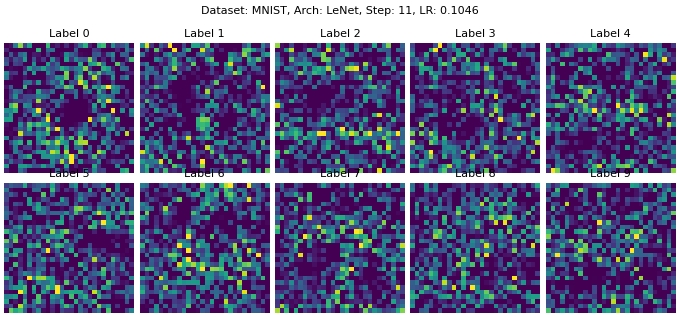 Dataset: MNIST, Arch: LeNet, Step: 11, LR: 0.1046
Label 0 Label 1 Label 2 Label 3 Label 4
Label 5 Label 6 Label 7 Label 8 Label 9